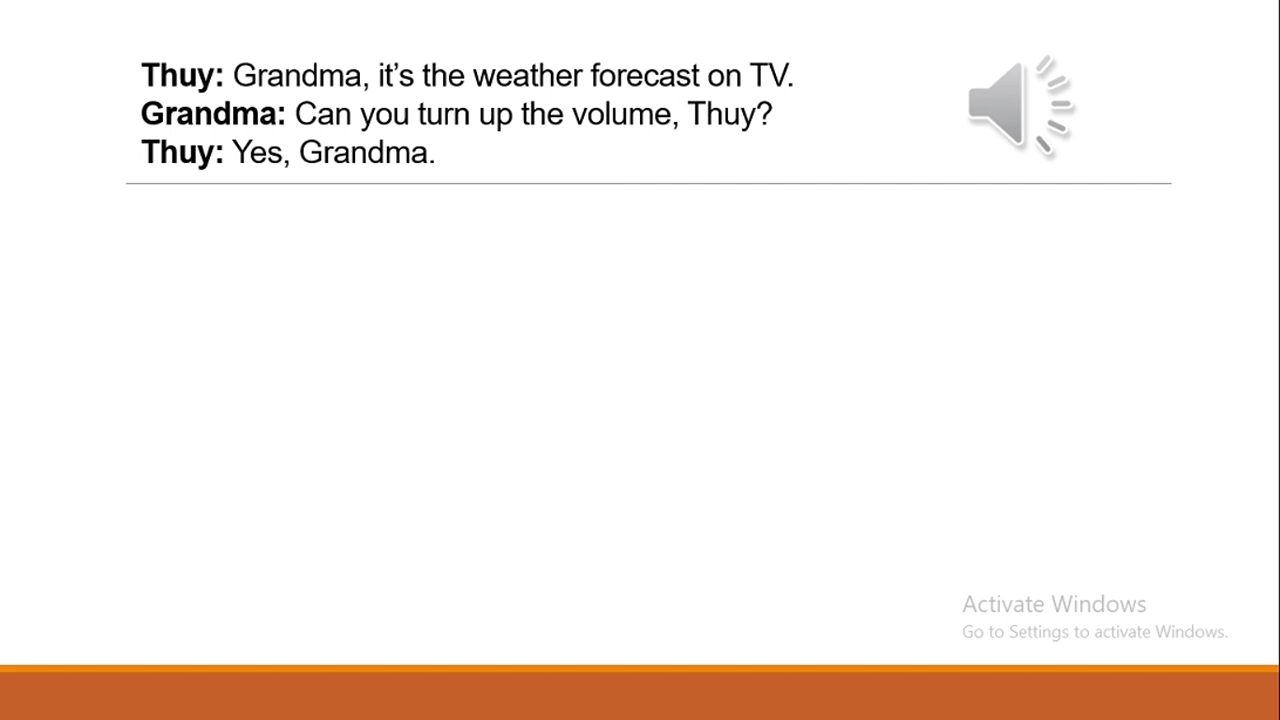 Thuy: Grandma, it’s the weather forecast on TV.
Grandma: Can you turn up the volume, Thuy?
Thuy: Yes, Grandma.
Activate Windows
Go to Settings to activate Windows.